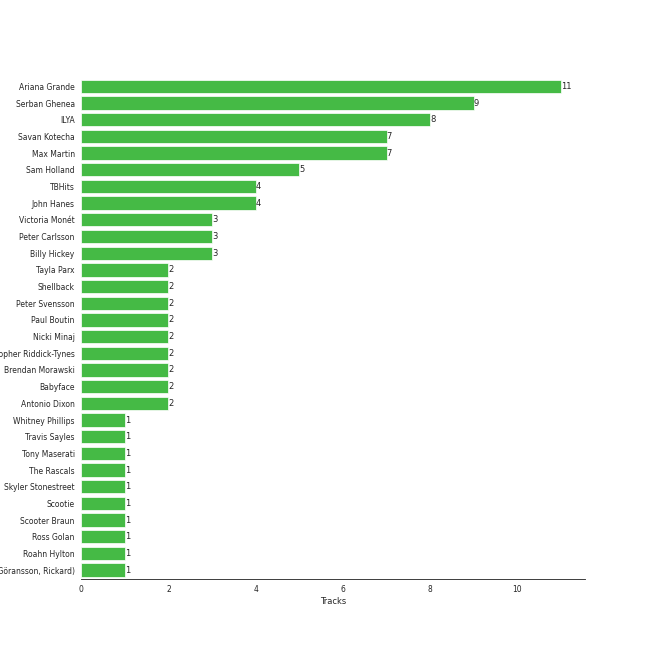 Ariana Grande 11
Serban Ghenea 9
ILYA 8
Savan Kotecha 7
Max Martin 7
Sam Holland 5
TBHits 4
John Hanes 4
Victoria Monét 3
Peter Carlsson 3
Billy Hickey 3
Tayla Parx 2
Shellback 2
Peter Svensson 2
Paul Boutin 2
Nicki Minaj 2
opher Riddick-Tynes 2
Brendan Morawski 2
Babyface 2
Antonio Dixon 2
Whitney Phillips 1
Travis Sayles 1
Tony Maserati 1
The Rascals 1
Skyler Stonestreet 1
Scootie 1
Scooter Braun 1
Ross Golan 1
Roahn Hylton 1
Göransson, Rickard) 1
0 2 4 6 8 10
Tracks